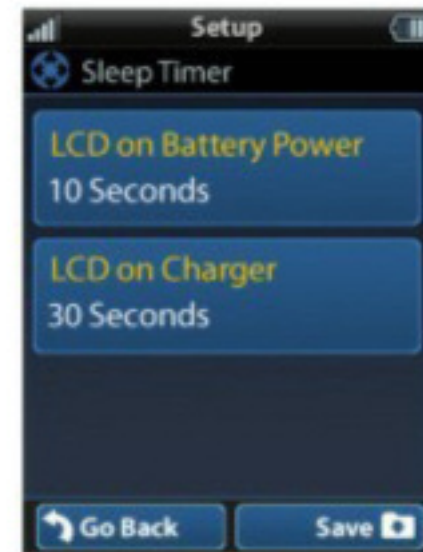 Setup
Sleep Timer
LCD on Battery Power
10 Seconds
LCD on Charger
30 Seconds
Go Back
Save